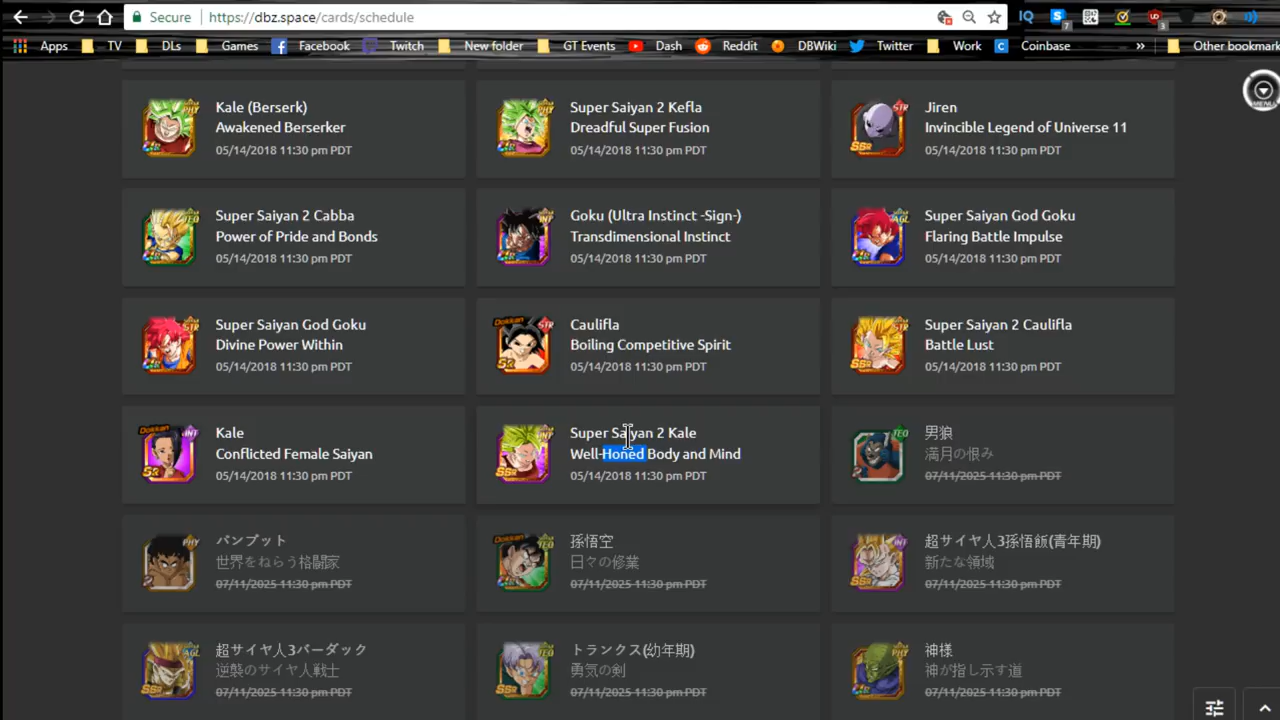 Secure https://dbz.space/cards/schedule
IQ
7
3
Apps TV DLs Games Facebook Twitch New folder GT Events Dash Reddit DBWiki Twitter Work Coinbase » Other bookmark
MENU
Kale (Berserk)
Awakened Berserker
05/14/2018 11:30 pm PDT
Super Saiyan 2 Kefla
Dreadful Super Fusion
05/14/2018 11:30 pm PDT
Jiren
Invincible Legend of Universe 11
05/14/2018 11:30 pm PDT
Super Saiyan 2 Cabba
Power of Pride and Bonds
05/14/2018 11:30 pm PDT
Goku (Ultra Instinct -Sign-)
Transdimensional Instinct
05/14/2018 11:30 pm PDT
Super Saiyan God Goku
Flaring Battle Impulse
05/14/2018 11:30 pm PDT
Super Saiyan God Goku
Divine Power Within
05/14/2018 11:30 pm PDT
Caulifla
Boiling Competitive Spirit
05/14/2018 11:30 pm PDT
Super Saiyan 2 Caulifla
Battle Lust
05/14/2018 11:30 pm PDT
Kale
Conflicted Female Saiyan
05/14/2018 11:30 pm PDT
Super Saiyan 2 Kale
Well-Honed Body and Mind
05/14/2018 11:30 pm PDT
男狼
満月の恨み
07/11/2025 11:30 pm PDT
パンプット
世界をねらう格闘家
07/11/2025 11:30 pm PDT
孫悟空
日々の修業
07/11/2025 11:30 pm PDT
超サイヤ人3孫悟飯(青年期)
新たな領域
07/11/2025 11:30 pm PDT
超サイヤ人3バーダック
逆襲のサイヤ人戦士
07/11/2025 11:30 pm PDT
トランクス(幼年期)
勇気の剣
07/11/2025 11:30 pm PDT
神様
神が指し示す道
07/11/2025 11:30 pm PDT